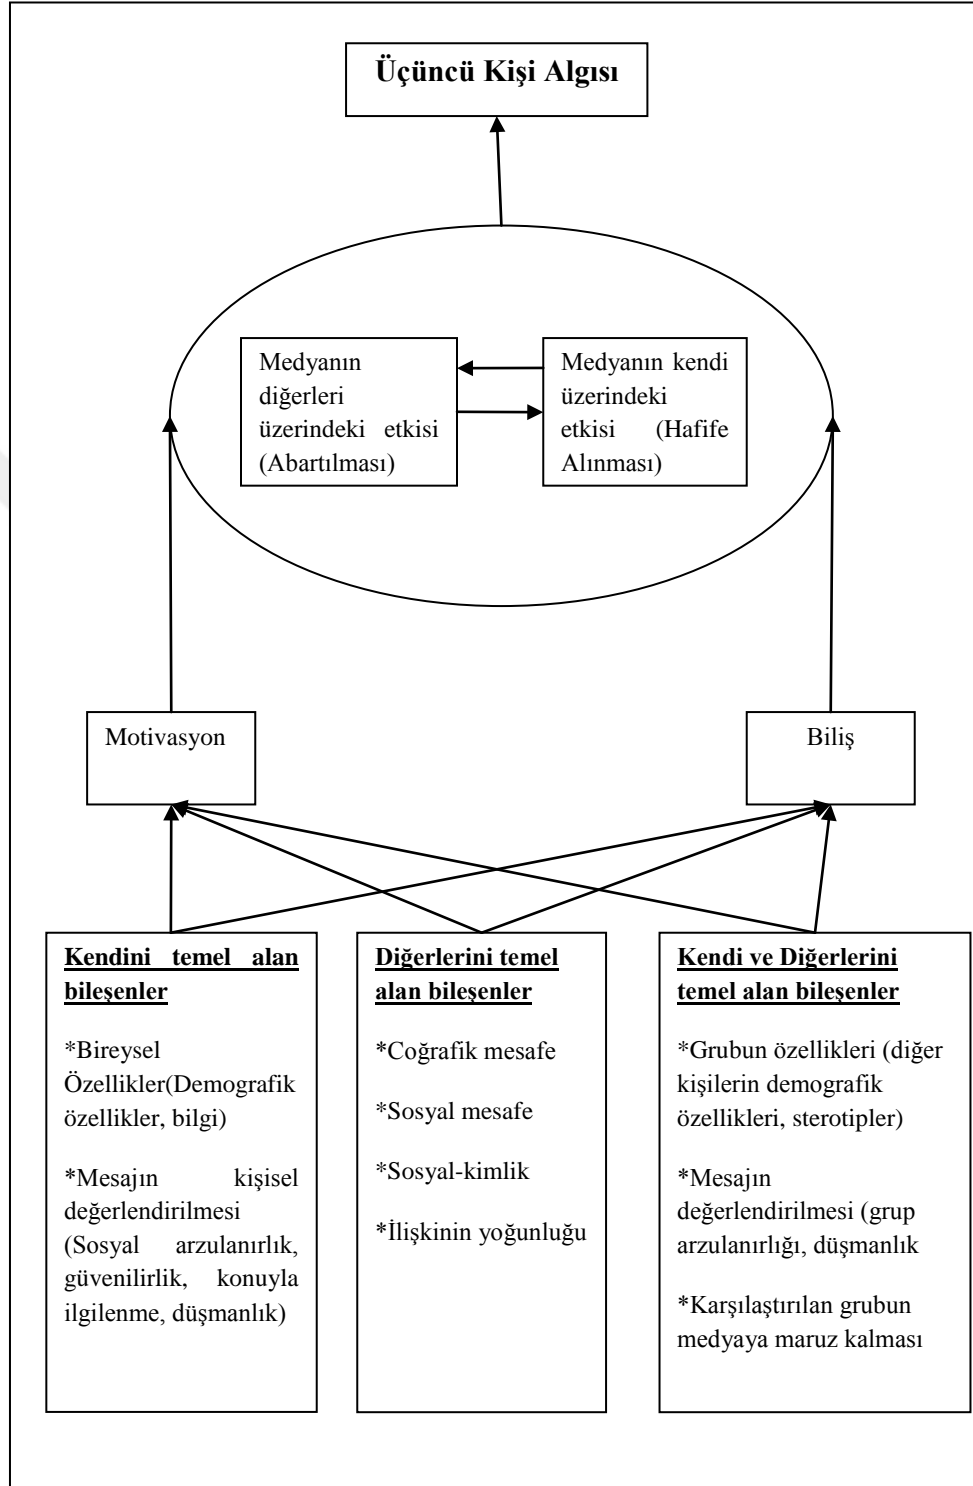 Üçüncü Kişi Algısı
Medyanın
diğerleri
üzerindeki etkisi
(Abartılması)
Medyanın kendi
üzerindeki
etkisi (Hafife
Alınması)
Motivasyon
Biliş
Kendini temel alan
bileşenler
*Bireysel
Özellikler(Demografik
özellikler, bilgi)
*Mesajın kişisel
değerlendirilmesi
(Sosyal arzulanırlık,
güvenilirlik, konuyla
ilgilenme, düşmanlık)
Diğerlerini temel
alan bileşenler
*Coğrafik mesafe
*Sosyal mesafe
*Sosyal-kimlik
*İlişkinin yoğunluğu
Kendi ve Diğerlerini
temel alan bileşenler
*Grubun özellikleri (diğer
kişilerin demografik
özellikleri, sterotipler)
*Mesajın
değerlendirilmesi (grup
arzulanırlığı, düşmanlık
*Karşılaştırılan grubun
medyaya maruz kalması